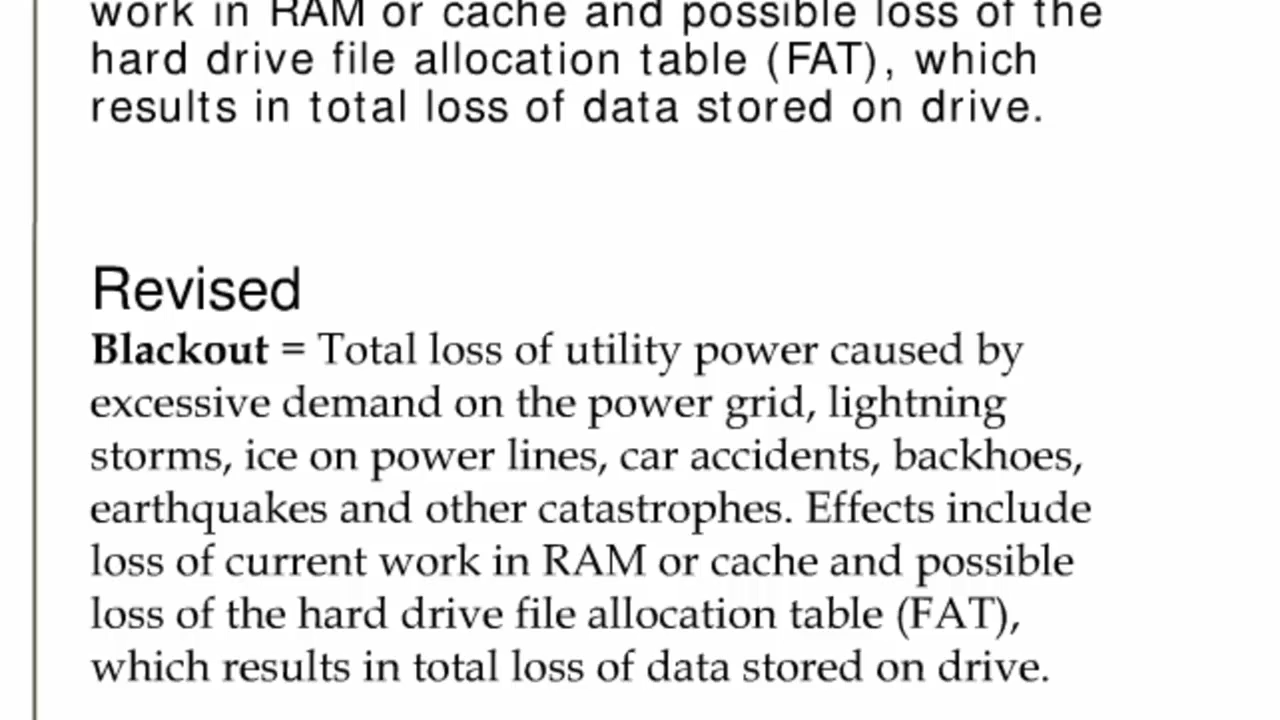 work in RAM or cache and possible loss of the
hard drive file allocation table (FAT), which
results in total loss of data stored on drive.
Revised
Blackout = Total loss of utility power caused by
excessive demand on the power grid, lightning
storms, ice on power lines, car accidents, backhoes,
earthquakes and other catastrophes. Effects include
loss of current work in RAM or cache and possible
loss of the hard drive file allocation table (FAT),
which results in total loss of data stored on drive.